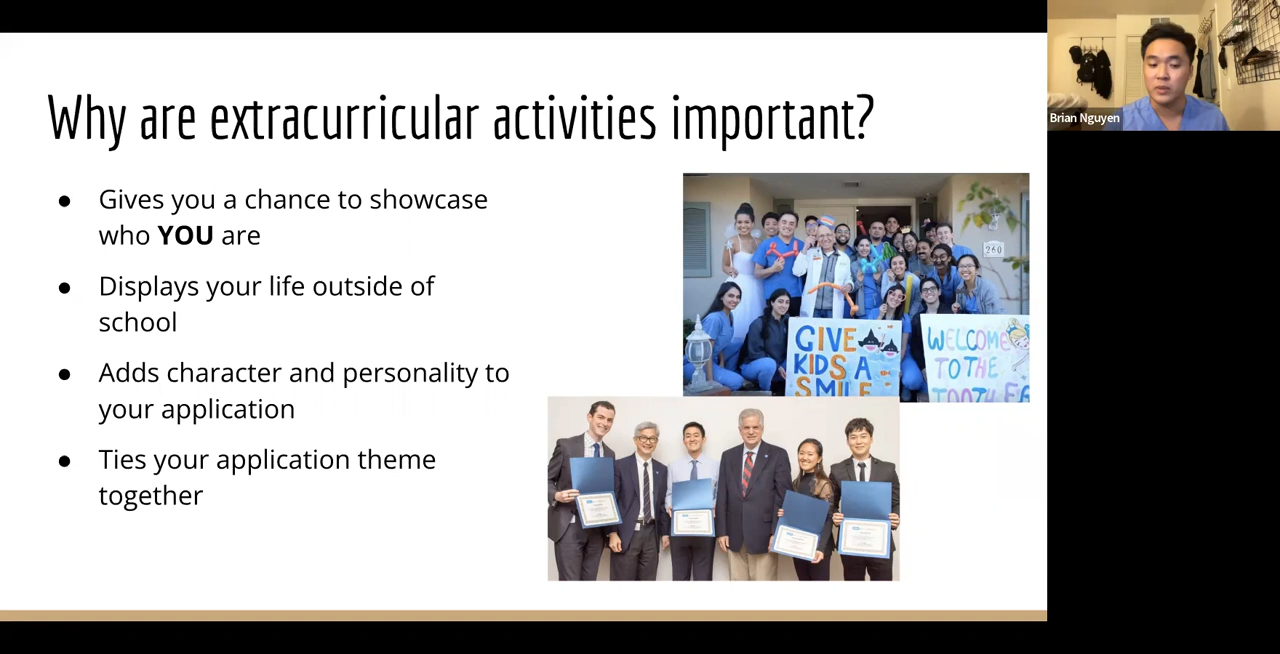 Why are extracurricular activities important?
Brian Nguyen
● Gives you a chance to showcase
who YOU are
● Displays your life outside of
school
● Adds character and personality to
your application
● Ties your application theme
together
260
GIVE
KIDS A
SMILE
WELCOME
TO THE
TOOTH